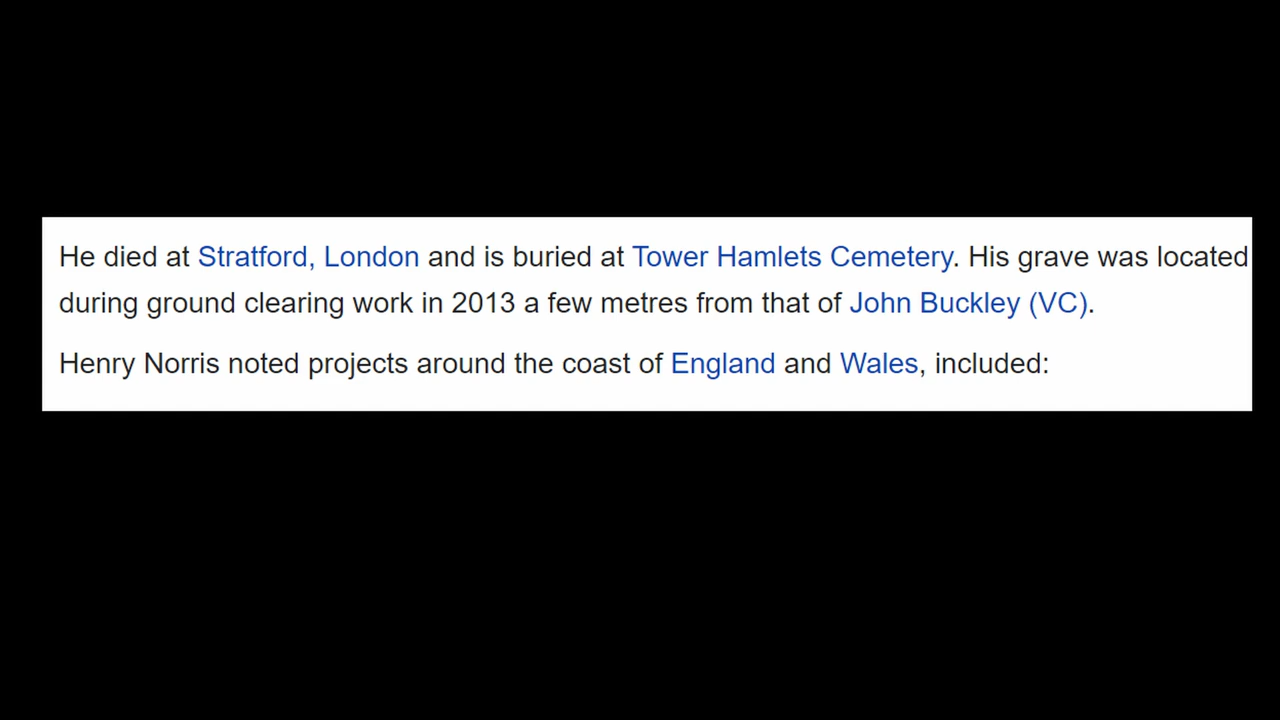 He died at Stratford, London and is buried at Tower Hamlets Cemetery. His grave was located
during ground clearing work in 2013 a few metres from that of John Buckley (VC).
Henry Norris noted projects around the coast of England and Wales, included: